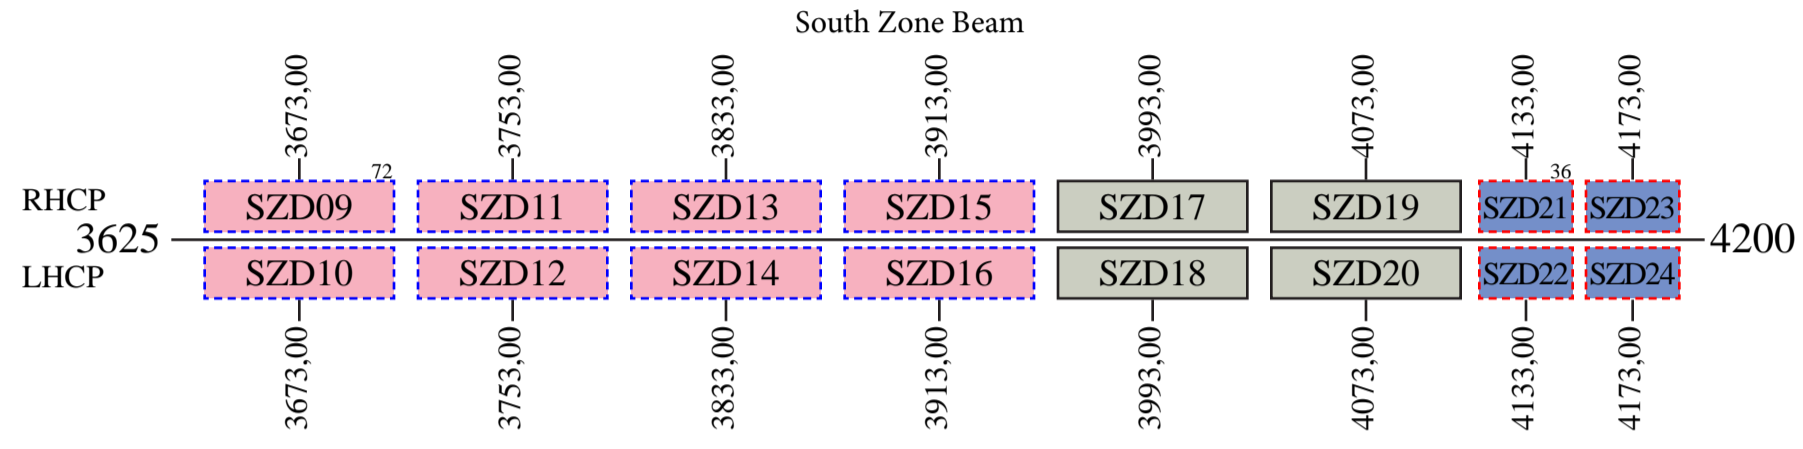 South Zone Beam
3673,00 3753,00 3833,00 3913,00 3993,00 4073,00 4133,00 4173,00
72 36
RHCP SZD09 SZD11 SZD13 SZD15 SZD17 SZD19 SZD21 SZD23
3625 4200
LHCP SZD10 SZD12 SZD14 SZD16 SZD18 SZD20 SZD22 SZD24
3673,00 3753,00 3833,00 3913,00 3993,00 4073,00 4133,00 4173,00